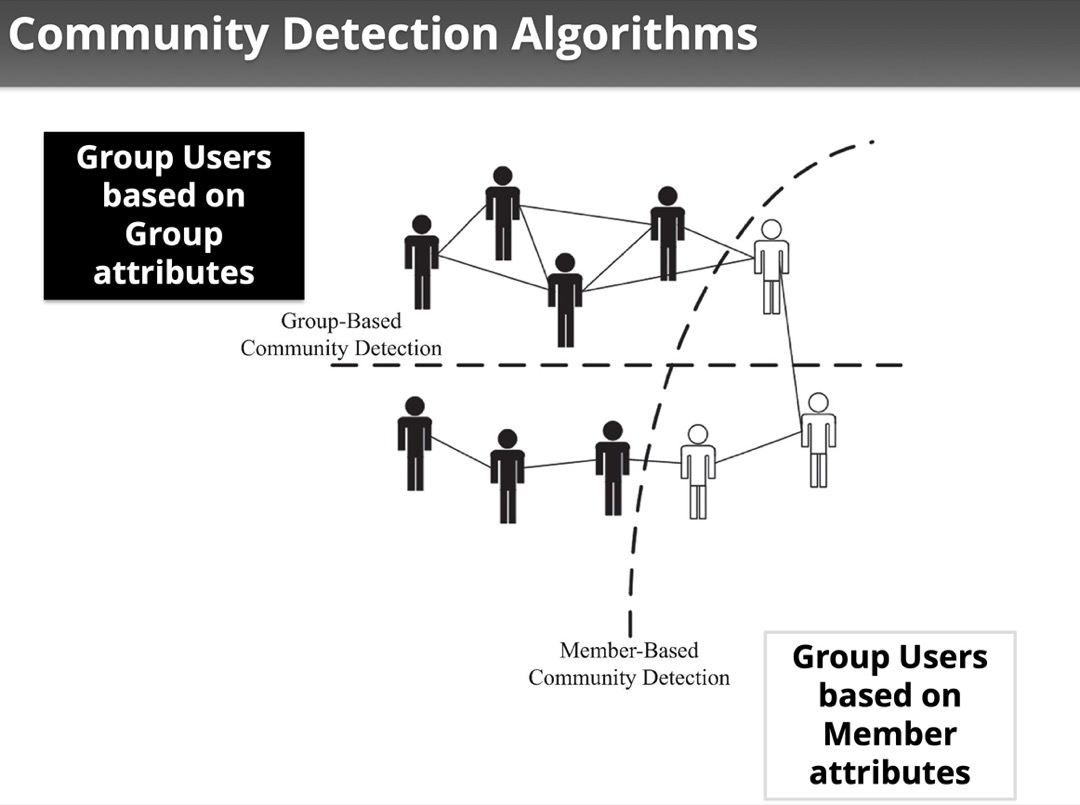 Community Detection Algorithms
Group Users
based on
Group
attributes
Group-Based
Community Detection
Member-Based
Community Detection
Group Users
based on
Member
attributes